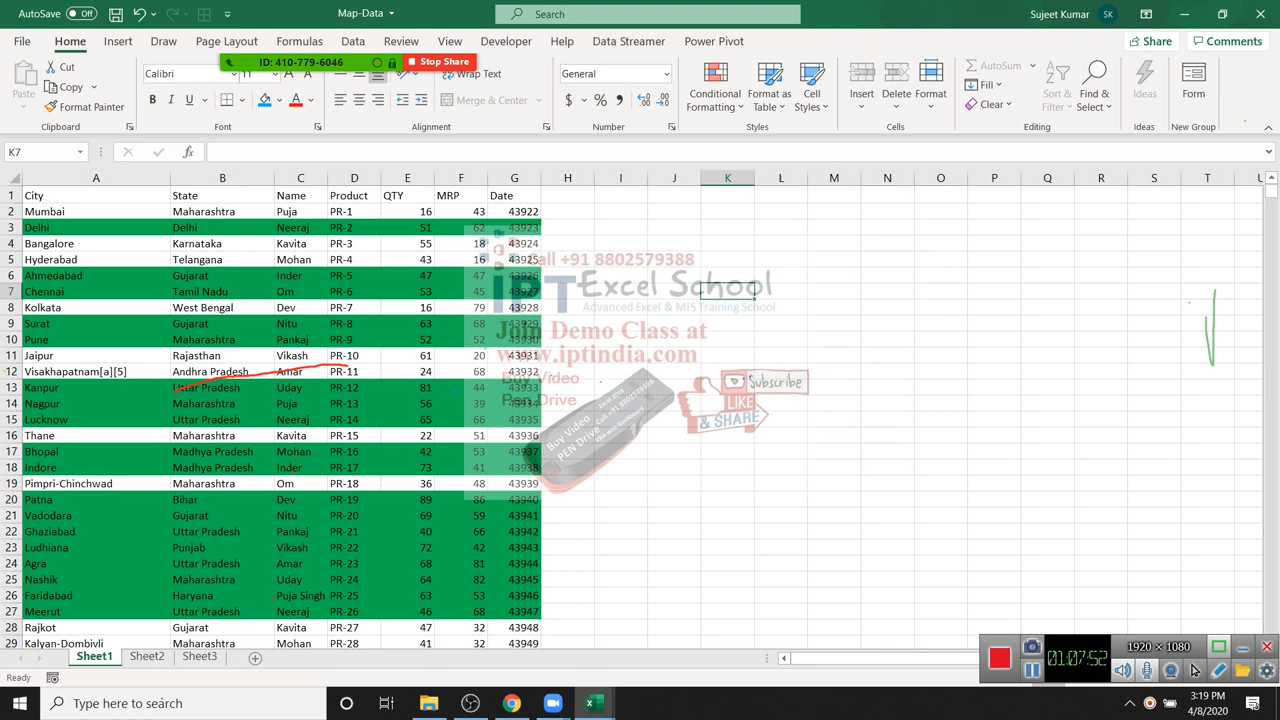 AutoSave Off Map-Data Search Sujeet Kumar SK
File Home Insert Draw Page Layout Formulas Data Review View Developer Help Data Streamer Power Pivot Share Comments
ID: 410-779-6046 Stop Share
Cut
Copy
Format Painter
Paste
Calibri 11
B I U
Wrap Text
Merge & Center
General
$ % ,
Conditional Formatting
Format as Table
Cell Styles
Insert Delete Format
AutoSum
Fill
Clear
Sort & Filter
Find & Select
Ideas
Form
Clipboard Font Alignment Number Styles Cells Editing Ideas New Group
K7 fx
A B C D E F G H I J K L M N O P Q R S T U
1 City State Name Product QTY MRP Date
2 Mumbai Maharashtra Puja PR-1 16 43 43922
3 Delhi Delhi Neeraj PR-2 51 62 43923
4 Bangalore Karnataka Kavita PR-3 55 18 43924
5 Hyderabad Telangana Mohan PR-4 43 16 43925
6 Ahmedabad Gujarat Inder PR-5 47 47 43926
7 Chennai Tamil Nadu Om PR-6 53 45 43927
8 Kolkata West Bengal Dev PR-7 16 79 43928
9 Surat Gujarat Nitu PR-8 63 68 43929
10 Pune Maharashtra Pankaj PR-9 52 52 43930
11 Jaipur Rajasthan Vikash PR-10 61 20 43931
12 Visakhapatnam[a][5] Andhra Pradesh Amar PR-11 24 68 43932
13 Kanpur Uttar Pradesh Uday PR-12 81 44 43933
14 Nagpur Maharashtra Puja PR-13 56 39 43934
15 Lucknow Uttar Pradesh Neeraj PR-14 65 66 43935
16 Thane Maharashtra Kavita PR-15 22 51 43936
17 Bhopal Madhya Pradesh Mohan PR-16 42 53 43937
18 Indore Madhya Pradesh Inder PR-17 73 41 43938
19 Pimpri-Chinchwad Maharashtra Om PR-18 36 48 43939
20 Patna Bihar Dev PR-19 89 86 43940
21 Vadodara Gujarat Nitu PR-20 69 59 43941
22 Ghaziabad Uttar Pradesh Pankaj PR-21 40 66 43942
23 Ludhiana Punjab Vikash PR-22 72 42 43943
24 Agra Uttar Pradesh Amar PR-23 68 81 43944
25 Nashik Maharashtra Uday PR-24 64 82 43945
26 Faridabad Haryana Puja Singh PR-25 63 53 43946
27 Meerut Uttar Pradesh Neeraj PR-26 46 68 43947
28 Rajkot Gujarat Kavita PR-27 47 32 43948
29 Kalyan-Dombivli Maharashtra Mohan PR-28 41 32 43949
Call +91 8802579388
iPT Excel School
Advanced Excel & MIS Training School
Join Demo Class at
www.iptindia.com
Buy Video
Pen Drive
Buy Video
PEN Drive
Call +91 8802579388
Subscribe
LIKE
& SHARE
Sheet1 Sheet2 Sheet3
Ready
1920 × 1080
01:07:52
Type here to search
3:19 PM
4/8/2020